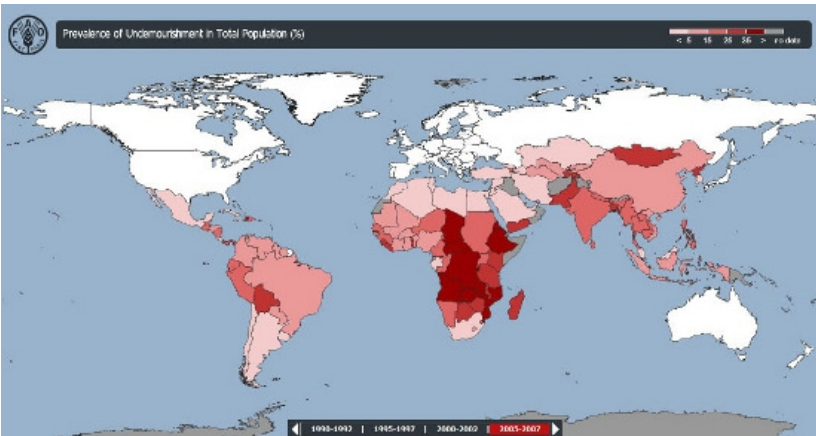 F A O
Prevalence of Undernourishment in Total Population (%)
< 5 15 25 35 > no data
1990-1992 | 1995-1997 | 2000-2002 | 2005-2007